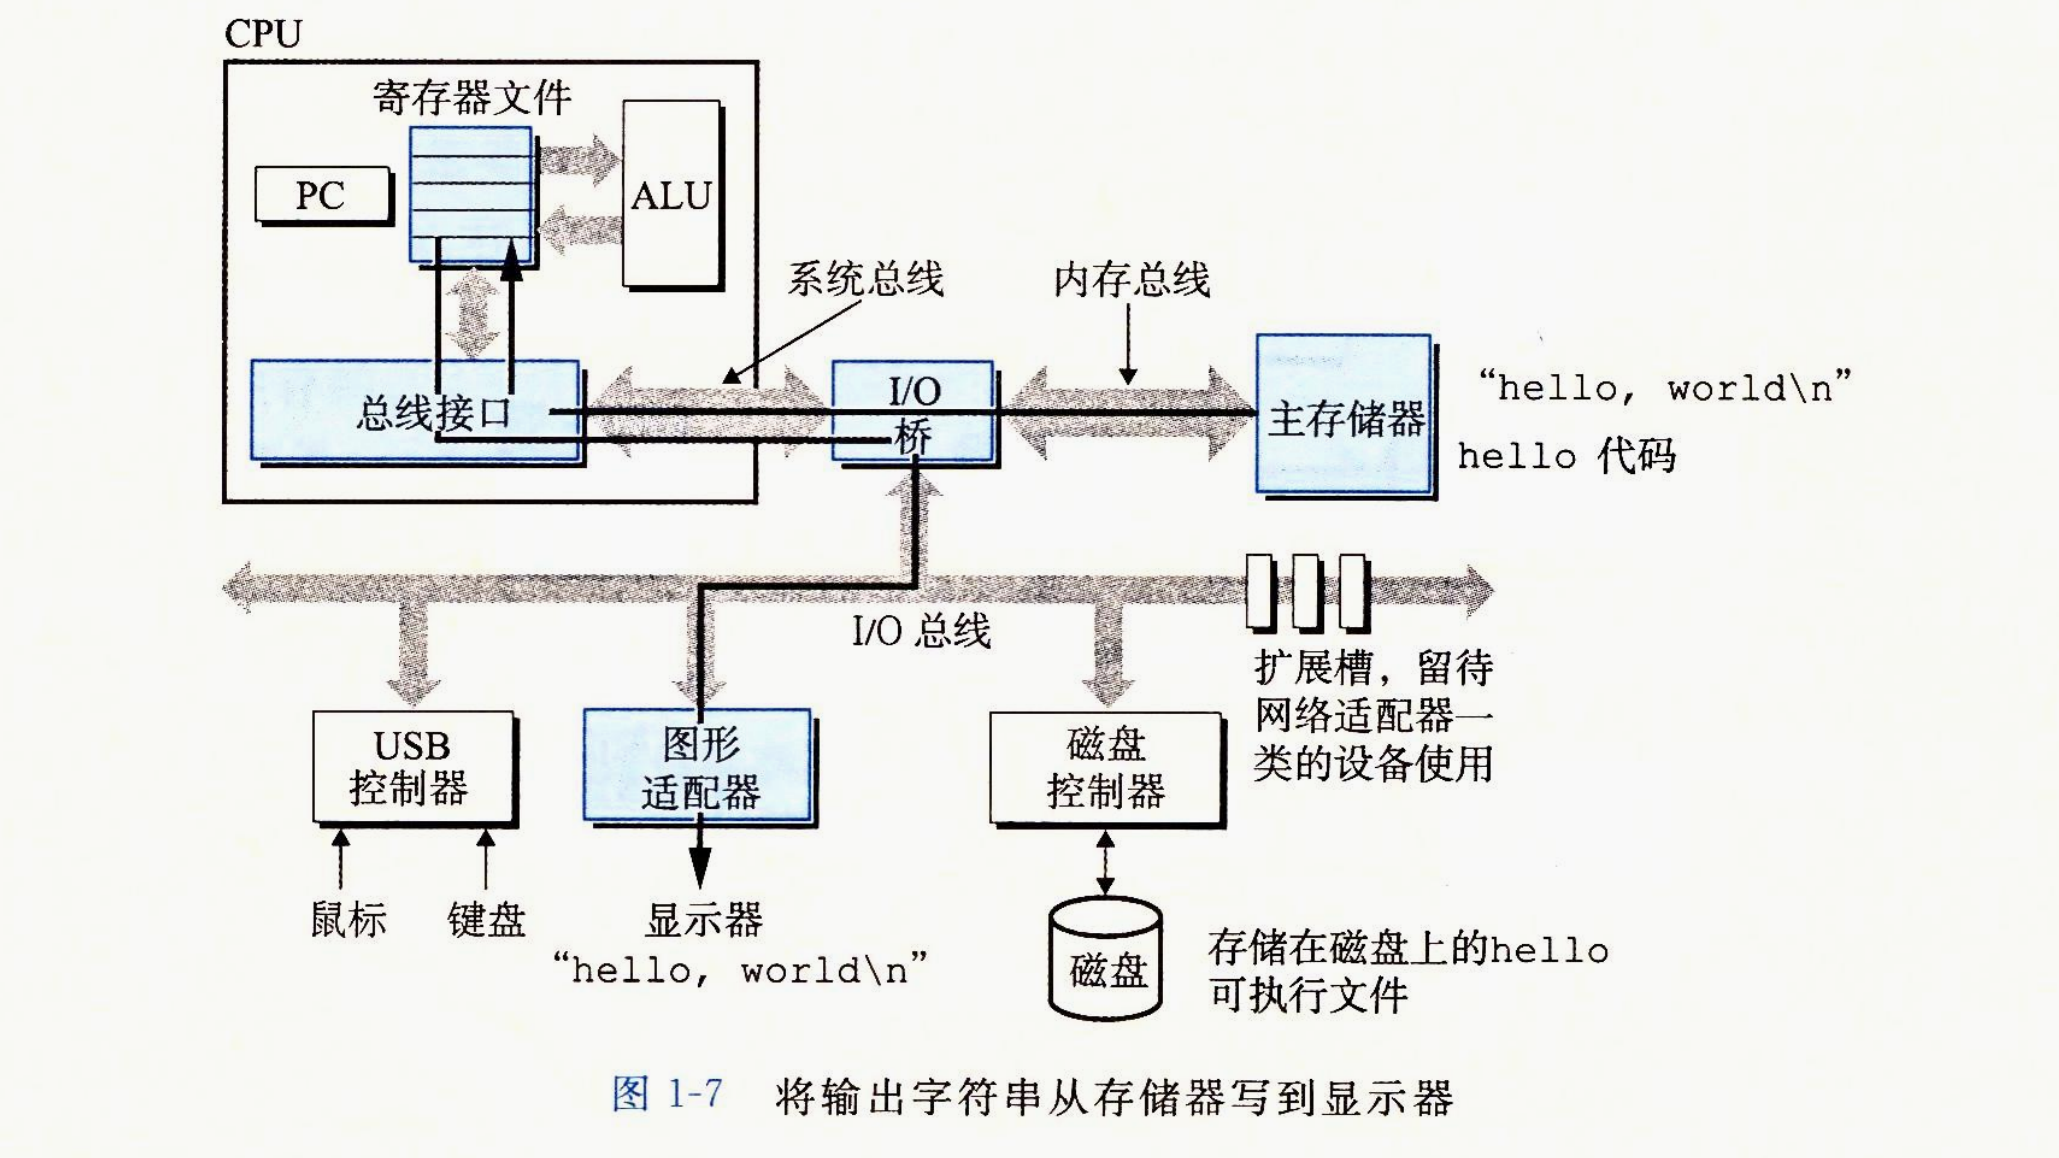 CPU
寄存器文件
PC
ALU
系统总线
内存总线
总线接口
I/O
桥
主存储器
“hello, world\n”
hello 代码
I/O 总线
扩展槽，留待
网络适配器一
类的设备使用
USB
控制器
图形
适配器
磁盘
控制器
鼠标
键盘
显示器
“hello, world\n”
磁盘
存储在磁盘上的hello
可执行文件
图 1-7 将输出字符串从存储器写到显示器